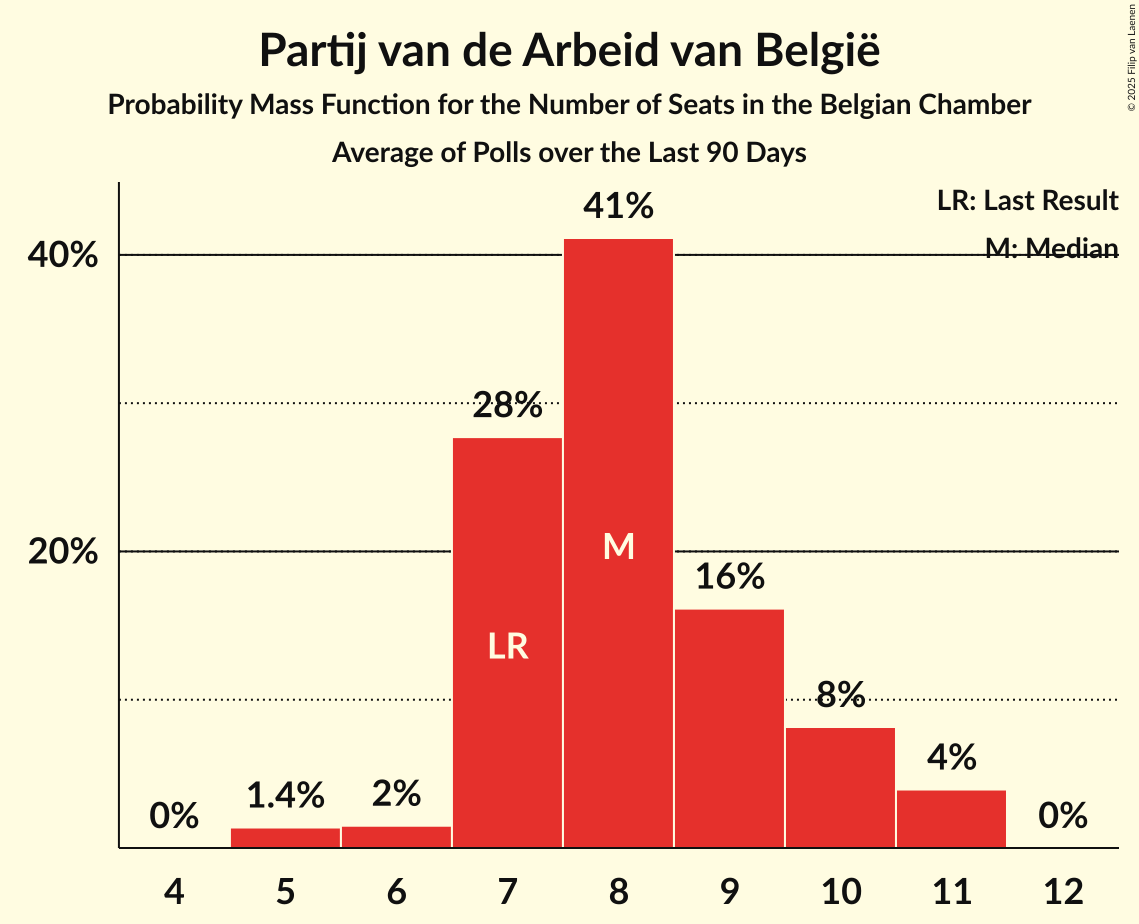 Partij van de Arbeid van België
Probability Mass Function for the Number of Seats in the Belgian Chamber
Average of Polls over the Last 90 Days
© 2025 Filip van Laenen
LR: Last Result
M: Median
40%
20%
0%
1.4%
2%
28%
41%
16%
8%
4%
0%
LR
M
4 5 6 7 8 9 10 11 12